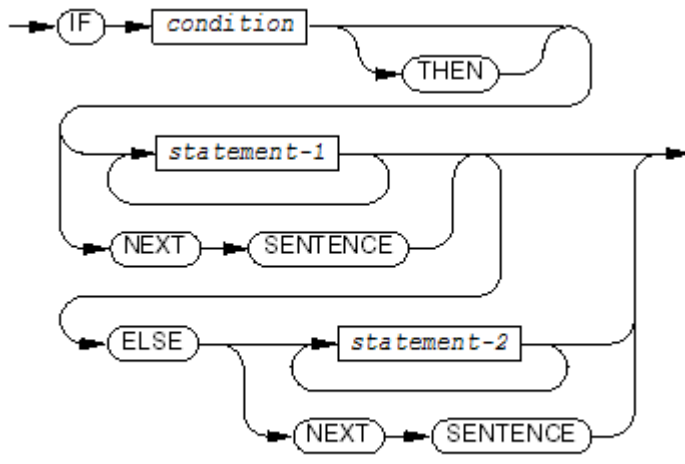 IF condition
THEN
statement-1
NEXT SENTENCE
ELSE statement-2
NEXT SENTENCE